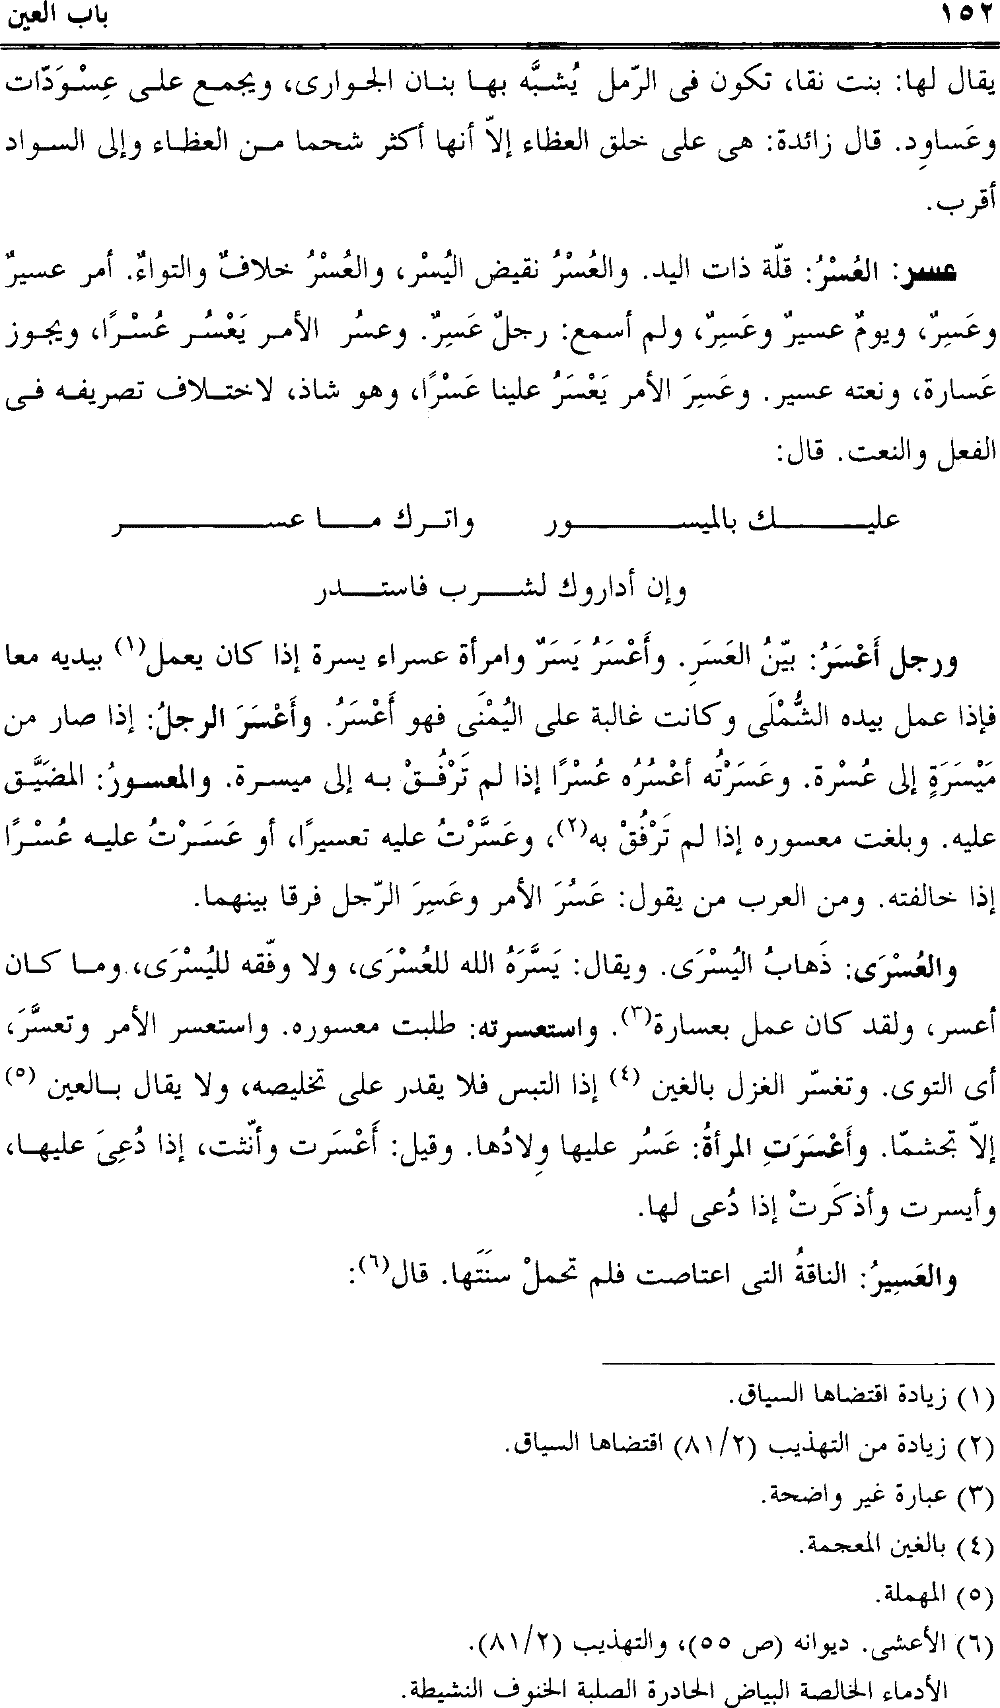 ١٥٢ باب العين
يقال لها: بنت نقا، تكون فى الرّمل يُشبَّه بها بنان الجوارى، ويجمع على عِسْوَدّات
وعَساوِد. قال زائدة: هى على خلق العظاء إلاّ أنها أكثر شحما من العظاء وإلى السواد
أقرب.
عسر: العُسْرُ: قلّة ذات اليد. والعُسْرُ نقيض اليُسْر، والعُسْرُ خلافٌ والتواءٌ. أمر عسيرٌ
وعَسِرٌ، ويومٌ عسيرٌ وعَسِرٌ، ولم أسمع: رجلٌ عَسِرٌ. وعسُر الأمر يَعْسُر عُسْرًا، ويجوز
عَسارة، ونعته عسير. وعَسِرَ الأمر يَعْسَرُ علينا عَسْرًا، وهو شاذ، لاختلاف تصريفه فى
الفعل والنعت. قال:
عليك بالميسور واترك ما عسر
وإن أداروك لشرب فاستدر
ورجل أَعْسَرُ: بيّنُ العَسَرِ. وأَعْسَرُ يَسَرٌ وامرأة عسراء يسرة إذا كان يعمل(١) بيديه معا
فإذا عمل بيده الشُّمْلَى وكانت غالبة على اليُمْنَى فهو أَعْسَرُ. وأَعْسَرَ الرجلُ: إذا صار من
مَيْسَرَةٍ إلى عُسْرة. وعَسَرْتُه أعْسُرُه عُسْرًا إذا لم تَرْفُقْ به إلى ميسرة. والمعسورُ: المضَيَّق
عليه. وبلغت معسوره إذا لم تَرْفُقْ به(٢)، وعَسَّرْتُ عليه تعسيرًا، أو عَسَرْتُ عليه عُسْرًا
إذا خالفته. ومن العرب من يقول: عَسُرَ الأمر وعَسِرَ الرّجل فرقا بينهما.
والعُسْرَى: ذَهابُ اليُسْرَى. ويقال: يَسَّرَهُ الله للعُسْرَى، ولا وفّقه لليُسْرَى، وما كان
أعسر، ولقد كان عمل بعسارة(٣). واستعسرته: طلبت معسوره. واستعسر الأمر وتعسَّرَ،
أى التوى. وتغسّر الغزل بالغين (٤) إذا التبس فلا يقدر على تخليصه، ولا يقال بالعين (٥)
إلاّ تجشمّا. وأَعْسَرَتِ المرأةُ: عَسُر عليها وِلادُها. وقيل: أَعْسَرت وأنّثت، إذا دُعِىَ عليها،
وأيسرت وأذكَرتْ إذا دُعى لها.
والعَسِيرُ: الناقةُ التى اعتاصت فلم تحملْ سنَتَها. قال(٦):
(١) زيادة اقتضاها السياق.
(٢) زيادة من التهذيب (٨١/٢) اقتضاها السياق.
(٣) عبارة غير واضحة.
(٤) بالغين المعجمة.
(٥) المهملة.
(٦) الأعشى. ديوانه (ص ٥٥)، والتهذيب (٨١/٢).
الأدماء الخالصة البياض الحادرة الصلبة الخنوف النشيطة.